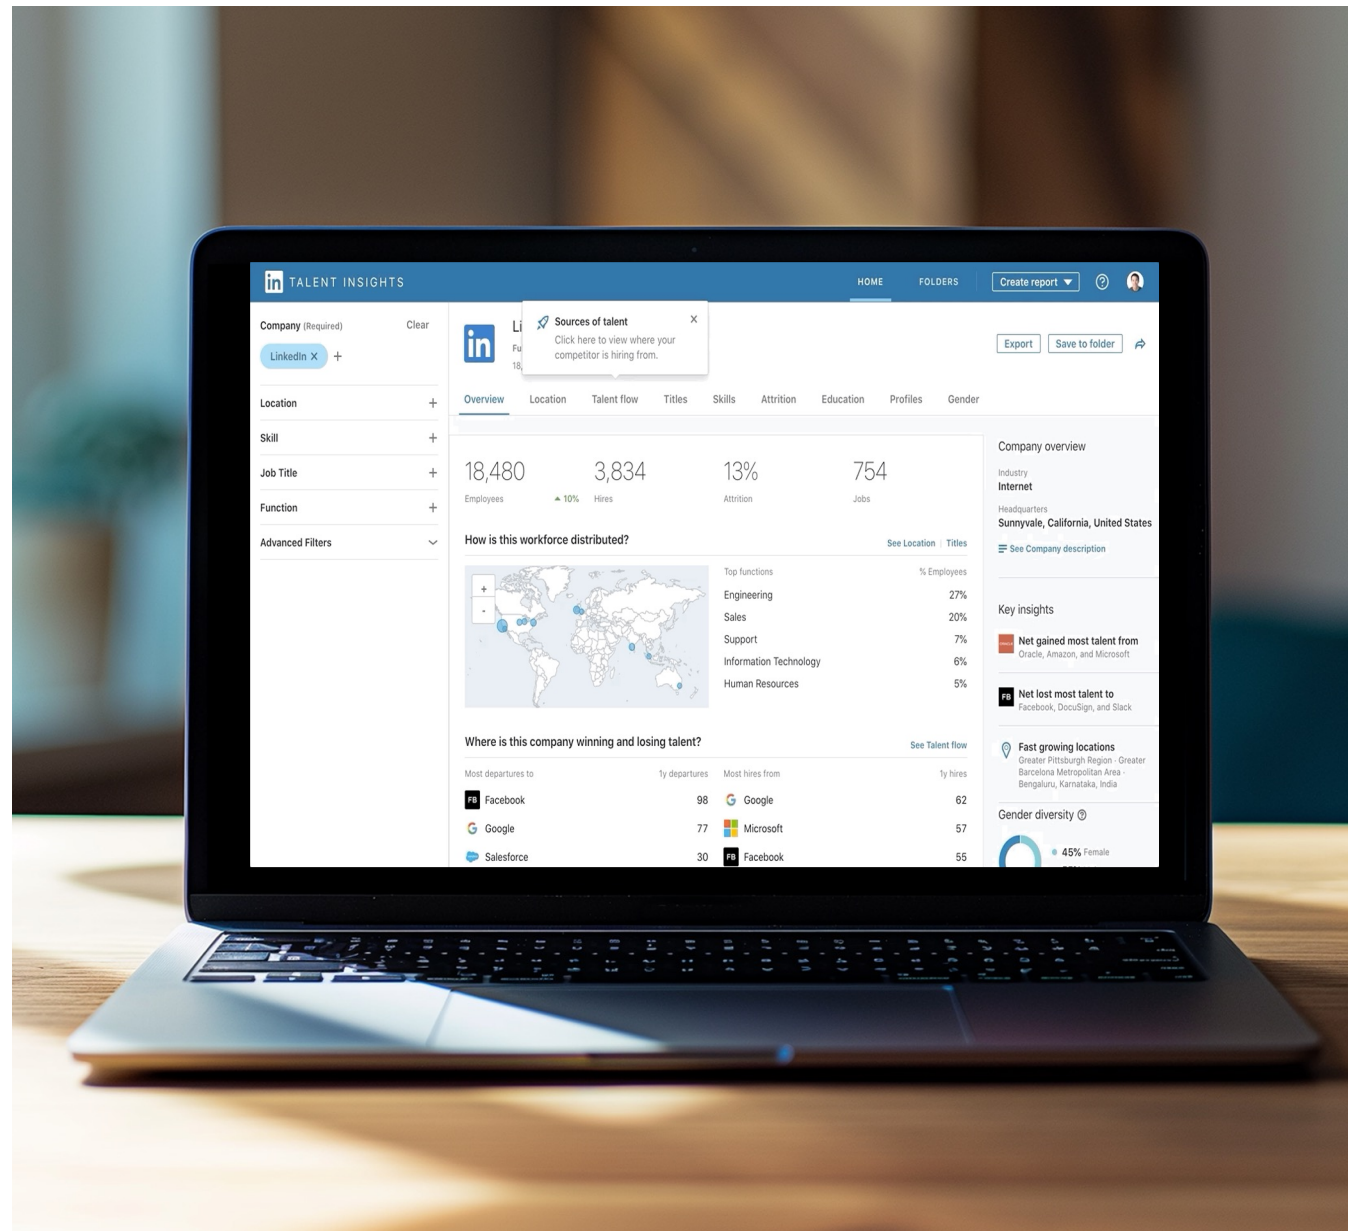 in TALENT INSIGHTS
HOME
FOLDERS
Create report
Company (Required)
Clear
LinkedIn X +
Location +
Skill +
Job Title +
Function +
Advanced Filters
in
Li
Fu
18,
Sources of talent
X
Click here to view where your
competitor is hiring from.
Export
Save to folder
Overview Location Talent flow Titles Skills Attrition Education Profiles Gender
18,480 3,834 13% 754
Employees 10% Hires Attrition Jobs
How is this workforce distributed?
See Location | Titles
+
-
Top functions % Employees
Engineering 27%
Sales 20%
Support 7%
Information Technology 6%
Human Resources 5%
Where is this company winning and losing talent?
See Talent flow
Most departures to 1y departures Most hires from 1y hires
FB Facebook 98 Google 62
Google 77 Microsoft 57
Salesforce 30 FB Facebook 55
Company overview
Industry
Internet
Headquarters
Sunnyvale, California, United States
See Company description
Key insights
Net gained most talent from
Oracle, Amazon, and Microsoft
FB Net lost most talent to
Facebook, DocuSign, and Slack
Fast growing locations
Greater Pittsburgh Region · Greater
Barcelona Metropolitan Area ·
Bengaluru, Karnataka, India
Gender diversity
45% Female